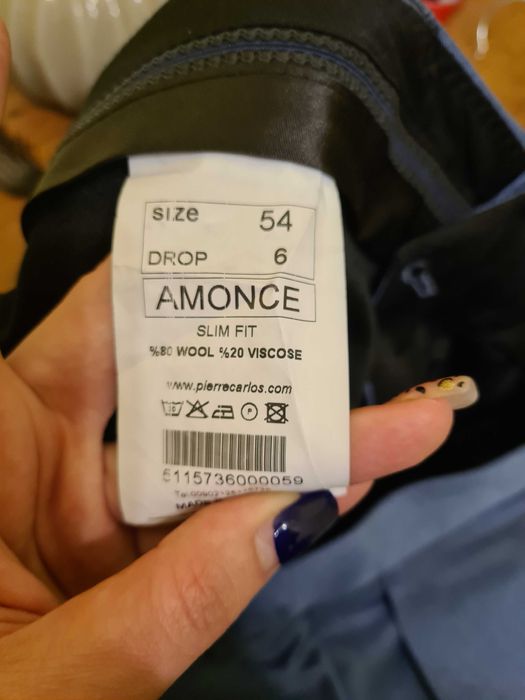 size 54
DROP 6
AMONCE
SLIM FIT
%80 WOOL %20 VISCOSE
www.pierrecarlos.com
P
6115736000059